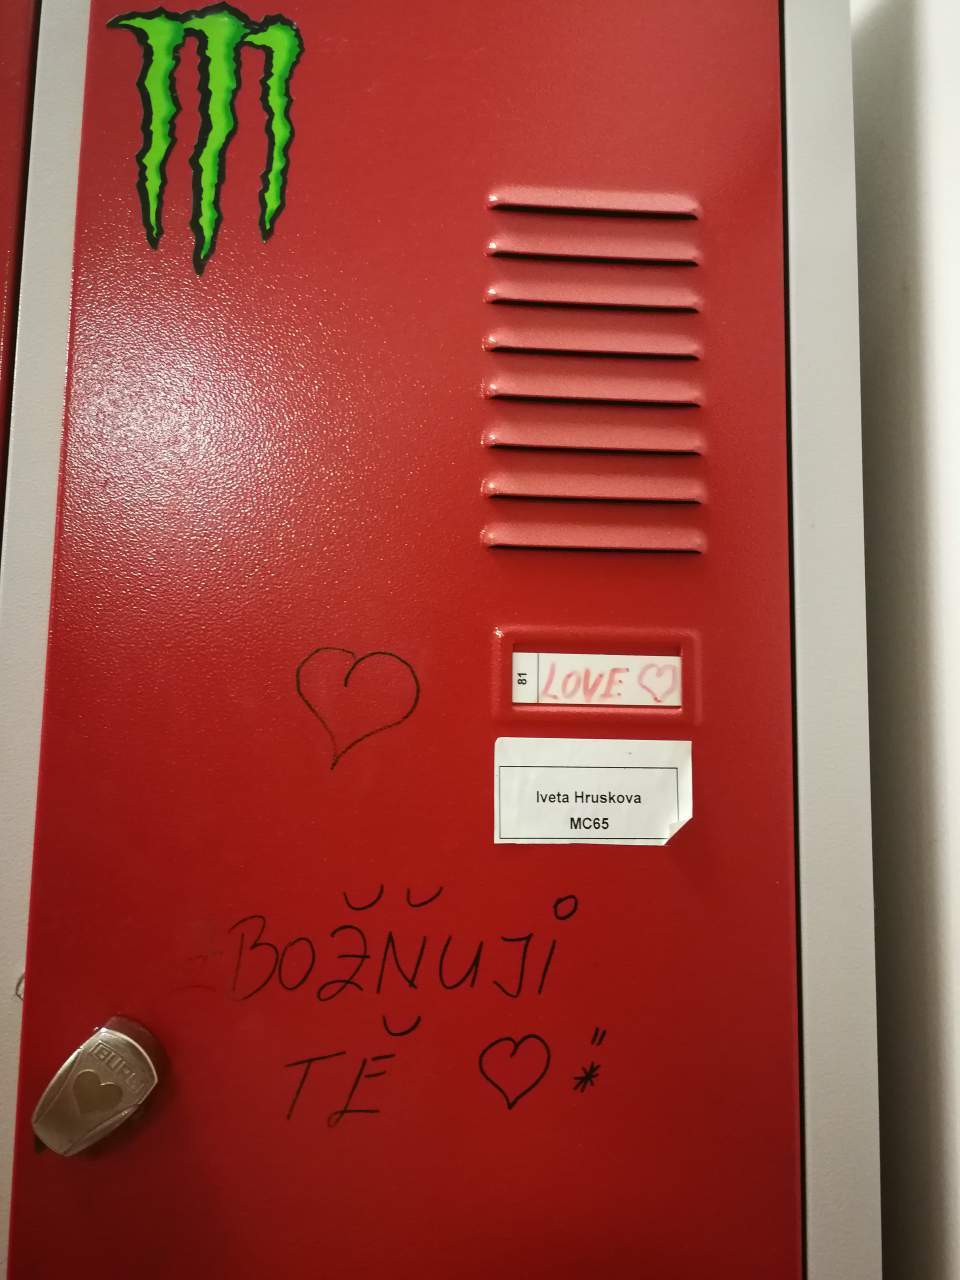 81 LOVE ♡
Iveta Hruskova
MC65
BOŽŇUJI
TĚ ♡ "*